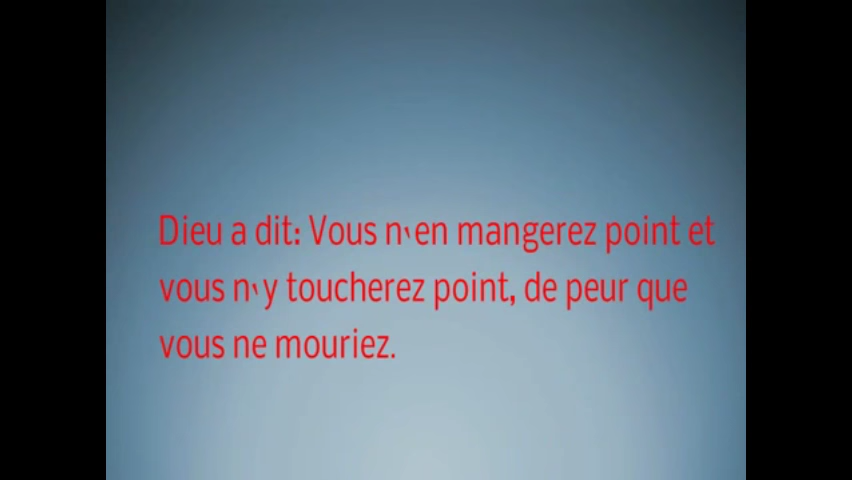 Dieu a dit: Vous n`en mangerez point et
vous n`y toucherez point, de peur que
vous ne mouriez.